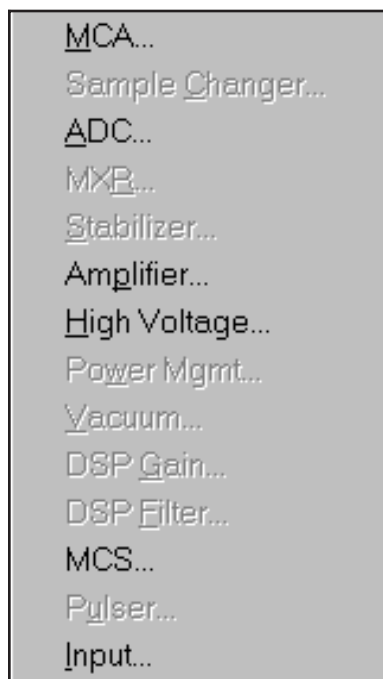 MCA...
Sample Changer...
ADC...
MXR...
Stabilizer...
Amplifier...
High Voltage...
Power Mgmt...
Vacuum...
DSP Gain...
DSP Filter...
MCS...
Pulser...
Input...